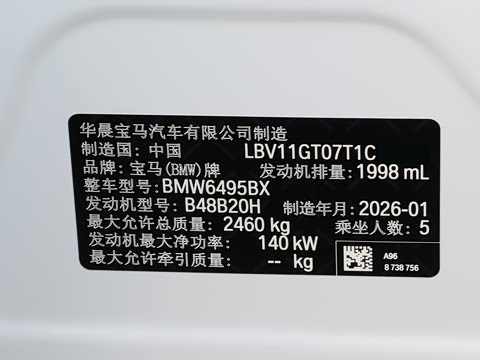 华晨宝马汽车有限公司制造
制造国: 中国 LBV11GT07T1C
品牌: 宝马(BMW)牌 发动机排量: 1998 mL
整车型号: BMW6495BX
发动机型号: B48B20H 制造年月: 2026-01
最大允许总质量: 2460 kg 乘坐人数: 5
发动机最大净功率: 140 kW
最大允许牵引质量: -- kg
A96
8 738 756